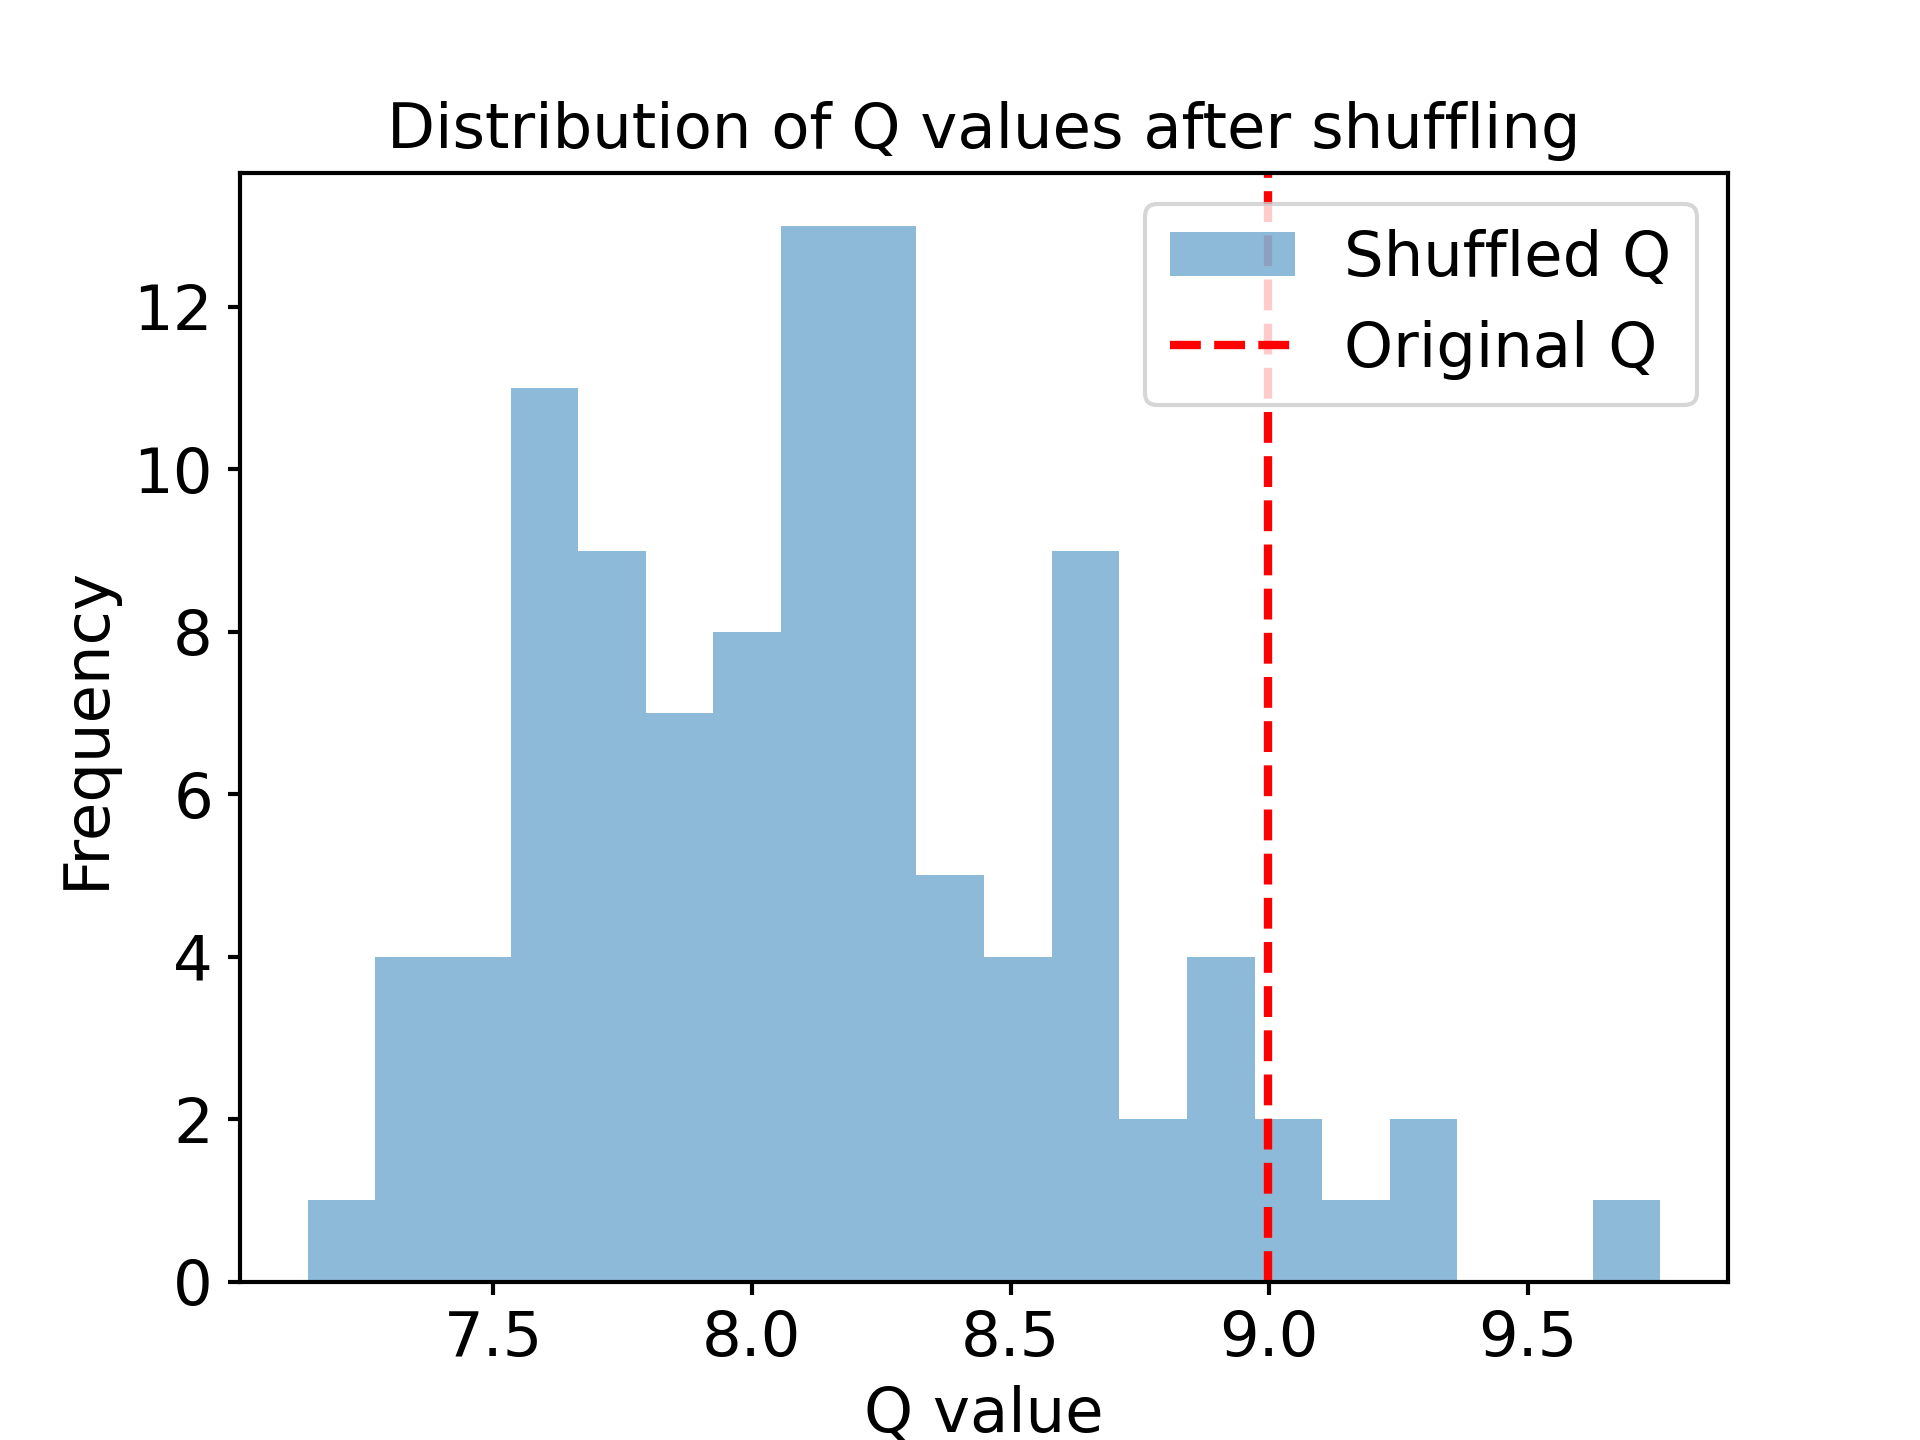 Distribution of Q values after shuffling
Shuffled Q
Original Q
Frequency
12
10
8
6
4
2
0
7.5 8.0 8.5 9.0 9.5
Q value